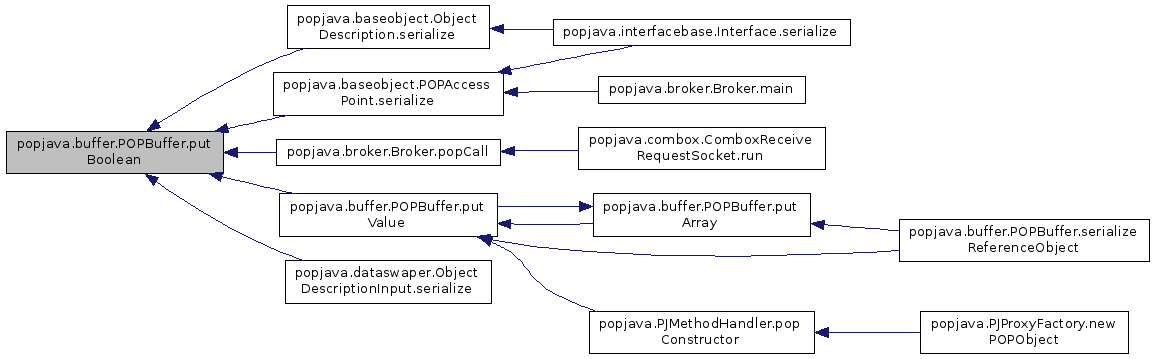 popjava.baseobject.Object
Description.serialize
popjava.interfacebase.Interface.serialize
popjava.baseobject.POPAccess
Point.serialize
popjava.broker.Broker.main
popjava.buffer.POPBuffer.put
Boolean
popjava.broker.Broker.popCall
popjava.combox.ComboxReceive
RequestSocket.run
popjava.buffer.POPBuffer.put
Value
popjava.buffer.POPBuffer.put
Array
popjava.buffer.POPBuffer.serialize
ReferenceObject
popjava.dataswaper.Object
DescriptionInput.serialize
popjava.PJMethodHandler.pop
Constructor
popjava.PJProxyFactory.new
POPObject